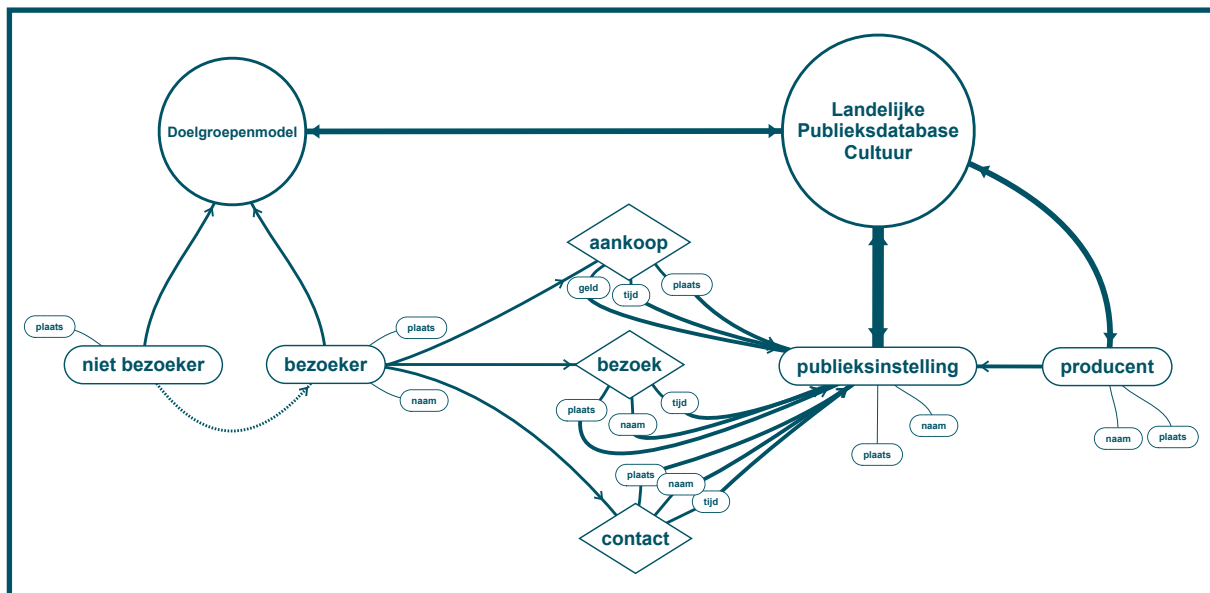 Landelijke
Publieksdatabase
Cultuur
Doelgroepenmodel
aankoop
geld
tijd
plaats
plaats
plaats
niet bezoeker
bezoeker
bezoek
publieksinstelling
producent
naam
plaats
naam
tijd
naam
plaats
naam
plaats
plaats
naam
tijd
contact